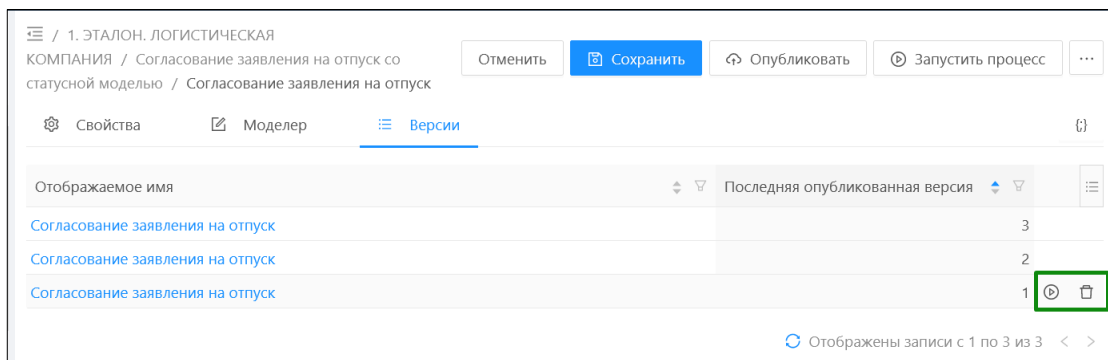 / 1. ЭТАЛОН. ЛОГИСТИЧЕСКАЯ
КОМПАНИЯ / Согласование заявления на отпуск со
статусной моделью / Согласование заявления на отпуск
Отменить Сохранить Опубликовать Запустить процесс ...
Свойства Моделер Версии {;}
Отображаемое имя Последняя опубликованная версия
Согласование заявления на отпуск 3
Согласование заявления на отпуск 2
Согласование заявления на отпуск 1
Отображены записи с 1 по 3 из 3 < >